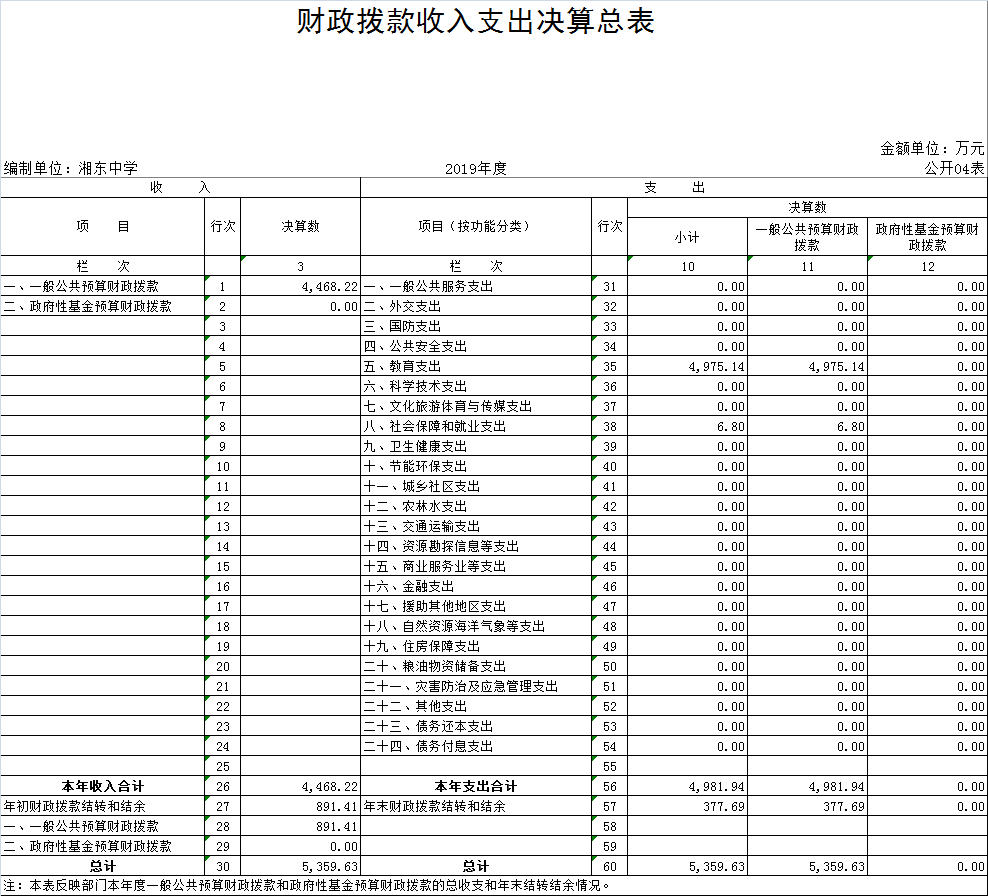 财政拨款收入支出决算总表
金额单位：万元
编制单位：湘东中学 2019年度 公开04表
收 入 支 出
项 目 行次 决算数 项目（按功能分类） 行次 决算数
小计 一般公共预算财政拨款 政府性基金预算财政拨款
栏 次 3 栏 次 10 11 12
一、一般公共预算财政拨款 1 4,468.22 一、一般公共服务支出 31 0.00 0.00 0.00
二、政府性基金预算财政拨款 2 0.00 二、外交支出 32 0.00 0.00 0.00
3 三、国防支出 33 0.00 0.00 0.00
4 四、公共安全支出 34 0.00 0.00 0.00
5 五、教育支出 35 4,975.14 4,975.14 0.00
6 六、科学技术支出 36 0.00 0.00 0.00
7 七、文化旅游体育与传媒支出 37 0.00 0.00 0.00
8 八、社会保障和就业支出 38 6.80 6.80 0.00
9 九、卫生健康支出 39 0.00 0.00 0.00
10 十、节能环保支出 40 0.00 0.00 0.00
11 十一、城乡社区支出 41 0.00 0.00 0.00
12 十二、农林水支出 42 0.00 0.00 0.00
13 十三、交通运输支出 43 0.00 0.00 0.00
14 十四、资源勘探信息等支出 44 0.00 0.00 0.00
15 十五、商业服务业等支出 45 0.00 0.00 0.00
16 十六、金融支出 46 0.00 0.00 0.00
17 十七、援助其他地区支出 47 0.00 0.00 0.00
18 十八、自然资源海洋气象等支出 48 0.00 0.00 0.00
19 十九、住房保障支出 49 0.00 0.00 0.00
20 二十、粮油物资储备支出 50 0.00 0.00 0.00
21 二十一、灾害防治及应急管理支出 51 0.00 0.00 0.00
22 二十二、其他支出 52 0.00 0.00 0.00
23 二十三、债务还本支出 53 0.00 0.00 0.00
24 二十四、债务付息支出 54 0.00 0.00 0.00
25 55
本年收入合计 26 4,468.22 本年支出合计 56 4,981.94 4,981.94 0.00
年初财政拨款结转和结余 27 891.41 年末财政拨款结转和结余 57 377.69 377.69 0.00
一、一般公共预算财政拨款 28 891.41 58
二、政府性基金预算财政拨款 29 0.00 59
总计 30 5,359.63 总计 60 5,359.63 5,359.63 0.00
注：本表反映部门本年度一般公共预算财政拨款和政府性基金预算财政拨款的总收支和年末结转结余情况。